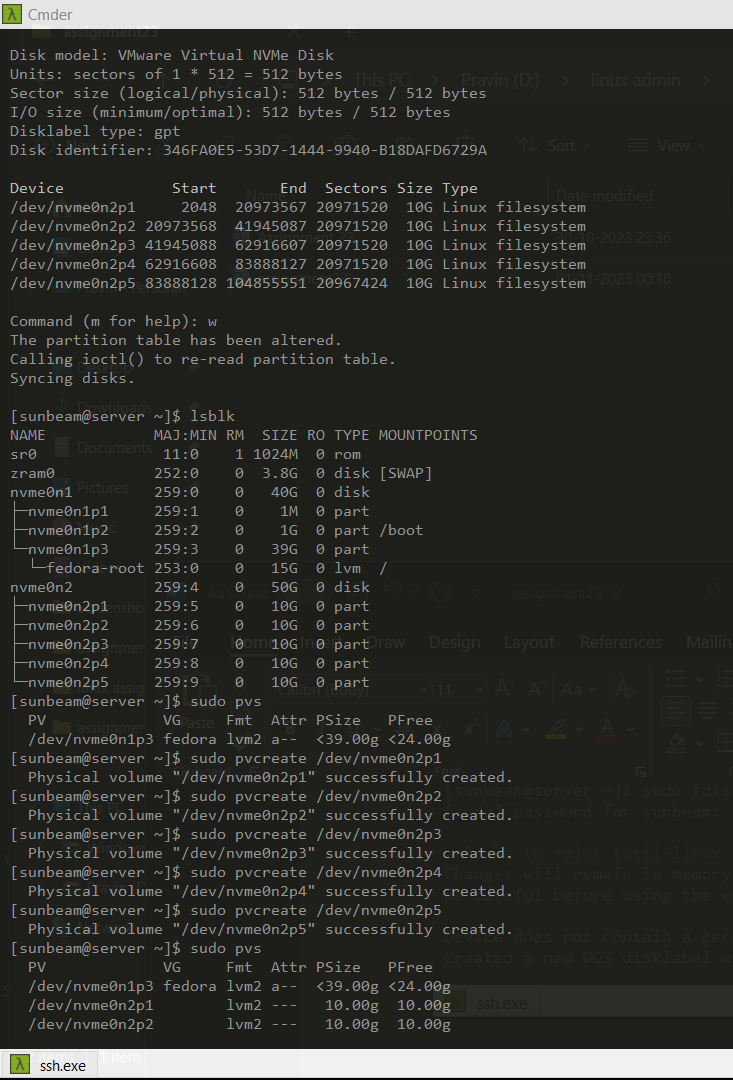 Cmder
Disk model: VMware Virtual NVMe Disk
Units: sectors of 1 * 512 = 512 bytes
Sector size (logical/physical): 512 bytes / 512 bytes
I/O size (minimum/optimal): 512 bytes / 512 bytes
Disklabel type: gpt
Disk identifier: 346FA0E5-53D7-1444-9940-B18DAFD6729A
Device Start End Sectors Size Type
/dev/nvme0n2p1 2048 20973567 20971520 10G Linux filesystem
/dev/nvme0n2p2 20973568 41945087 20971520 10G Linux filesystem
/dev/nvme0n2p3 41945088 62916607 20971520 10G Linux filesystem
/dev/nvme0n2p4 62916608 83888127 20971520 10G Linux filesystem
/dev/nvme0n2p5 83888128 104855551 20967424 10G Linux filesystem
Command (m for help): w
The partition table has been altered.
Calling ioctl() to re-read partition table.
Syncing disks.
[sunbeam@server ~]$ lsblk
NAME MAJ:MIN RM SIZE RO TYPE MOUNTPOINTS
sr0 11:0 1 1024M 0 rom
zram0 252:0 0 3.8G 0 disk [SWAP]
nvme0n1 259:0 0 40G 0 disk
├─nvme0n1p1 259:1 0 1M 0 part
├─nvme0n1p2 259:2 0 1G 0 part /boot
└─nvme0n1p3 259:3 0 39G 0 part
└─fedora-root 253:0 0 15G 0 lvm /
nvme0n2 259:4 0 50G 0 disk
├─nvme0n2p1 259:5 0 10G 0 part
├─nvme0n2p2 259:6 0 10G 0 part
├─nvme0n2p3 259:7 0 10G 0 part
├─nvme0n2p4 259:8 0 10G 0 part
└─nvme0n2p5 259:9 0 10G 0 part
[sunbeam@server ~]$ sudo pvs
PV VG Fmt Attr PSize PFree
/dev/nvme0n1p3 fedora lvm2 a-- <39.00g <24.00g
[sunbeam@server ~]$ sudo pvcreate /dev/nvme0n2p1
Physical volume "/dev/nvme0n2p1" successfully created.
[sunbeam@server ~]$ sudo pvcreate /dev/nvme0n2p2
Physical volume "/dev/nvme0n2p2" successfully created.
[sunbeam@server ~]$ sudo pvcreate /dev/nvme0n2p3
Physical volume "/dev/nvme0n2p3" successfully created.
[sunbeam@server ~]$ sudo pvcreate /dev/nvme0n2p4
Physical volume "/dev/nvme0n2p4" successfully created.
[sunbeam@server ~]$ sudo pvcreate /dev/nvme0n2p5
Physical volume "/dev/nvme0n2p5" successfully created.
[sunbeam@server ~]$ sudo pvs
PV VG Fmt Attr PSize PFree
/dev/nvme0n1p3 fedora lvm2 a-- <39.00g <24.00g
/dev/nvme0n2p1 lvm2 --- 10.00g 10.00g
/dev/nvme0n2p2 lvm2 --- 10.00g 10.00g
ssh.exe